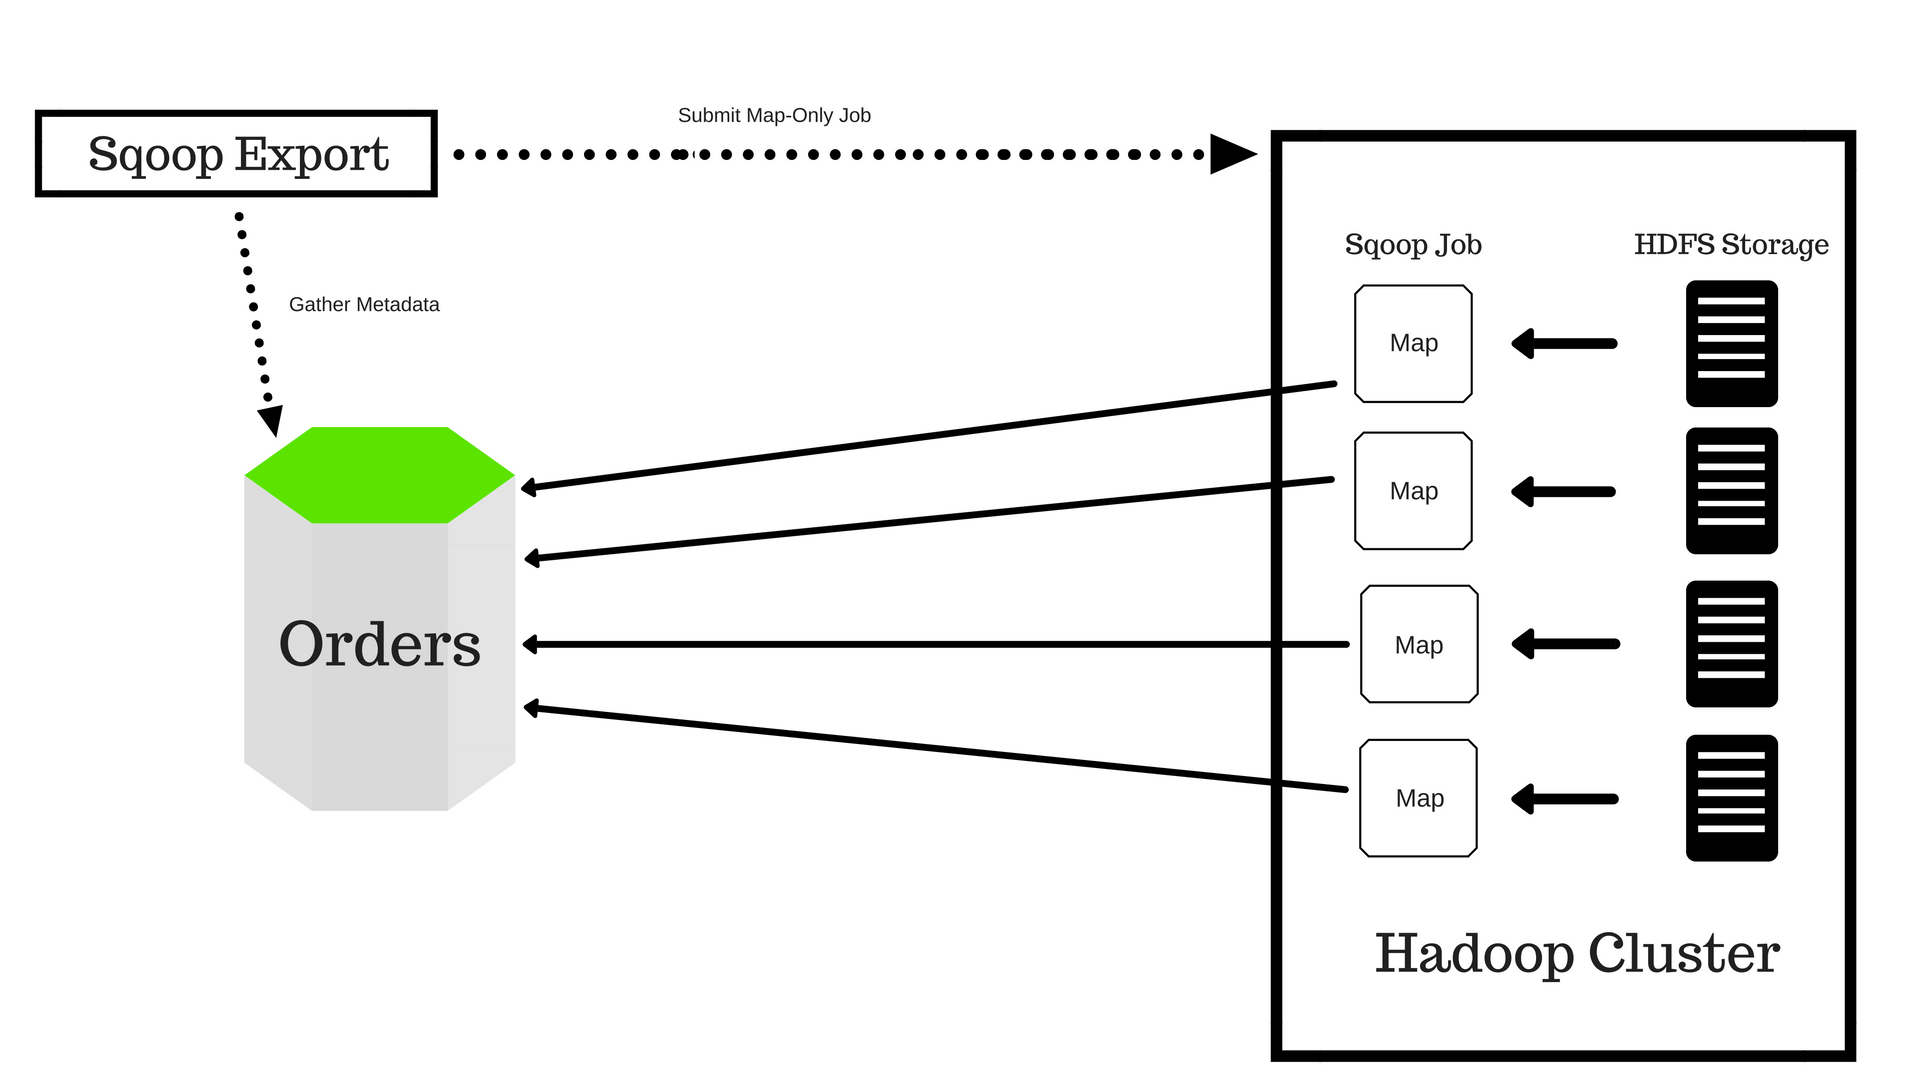 Submit Map-Only Job
Sqoop Export
Gather Metadata
Orders
Sqoop Job
HDFS Storage
Map
Map
Map
Map
Hadoop Cluster